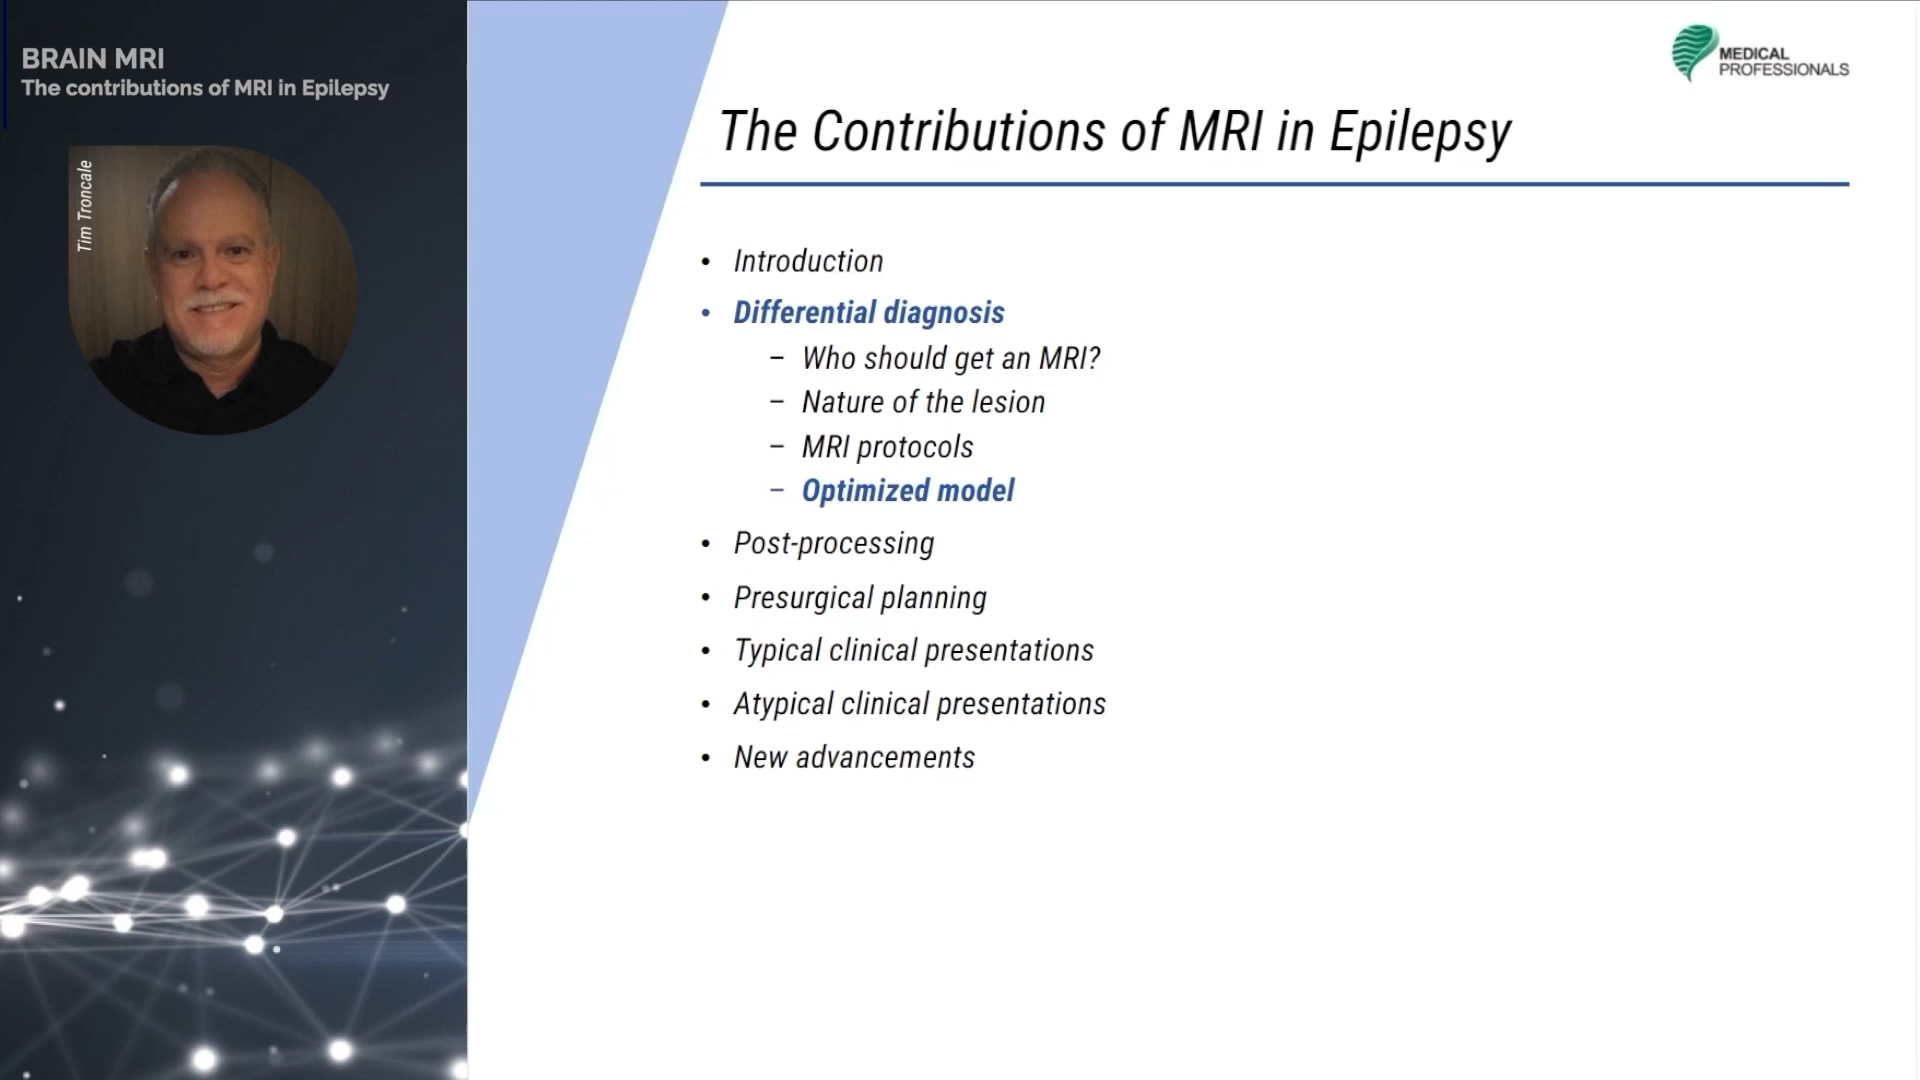 BRAIN MRI
The contributions of MRI in Epilepsy
Tim Troncale
MEDICAL
PROFESSIONALS
The Contributions of MRI in Epilepsy
• Introduction
• Differential diagnosis
– Who should get an MRI?
– Nature of the lesion
– MRI protocols
– Optimized model
• Post-processing
• Presurgical planning
• Typical clinical presentations
• Atypical clinical presentations
• New advancements